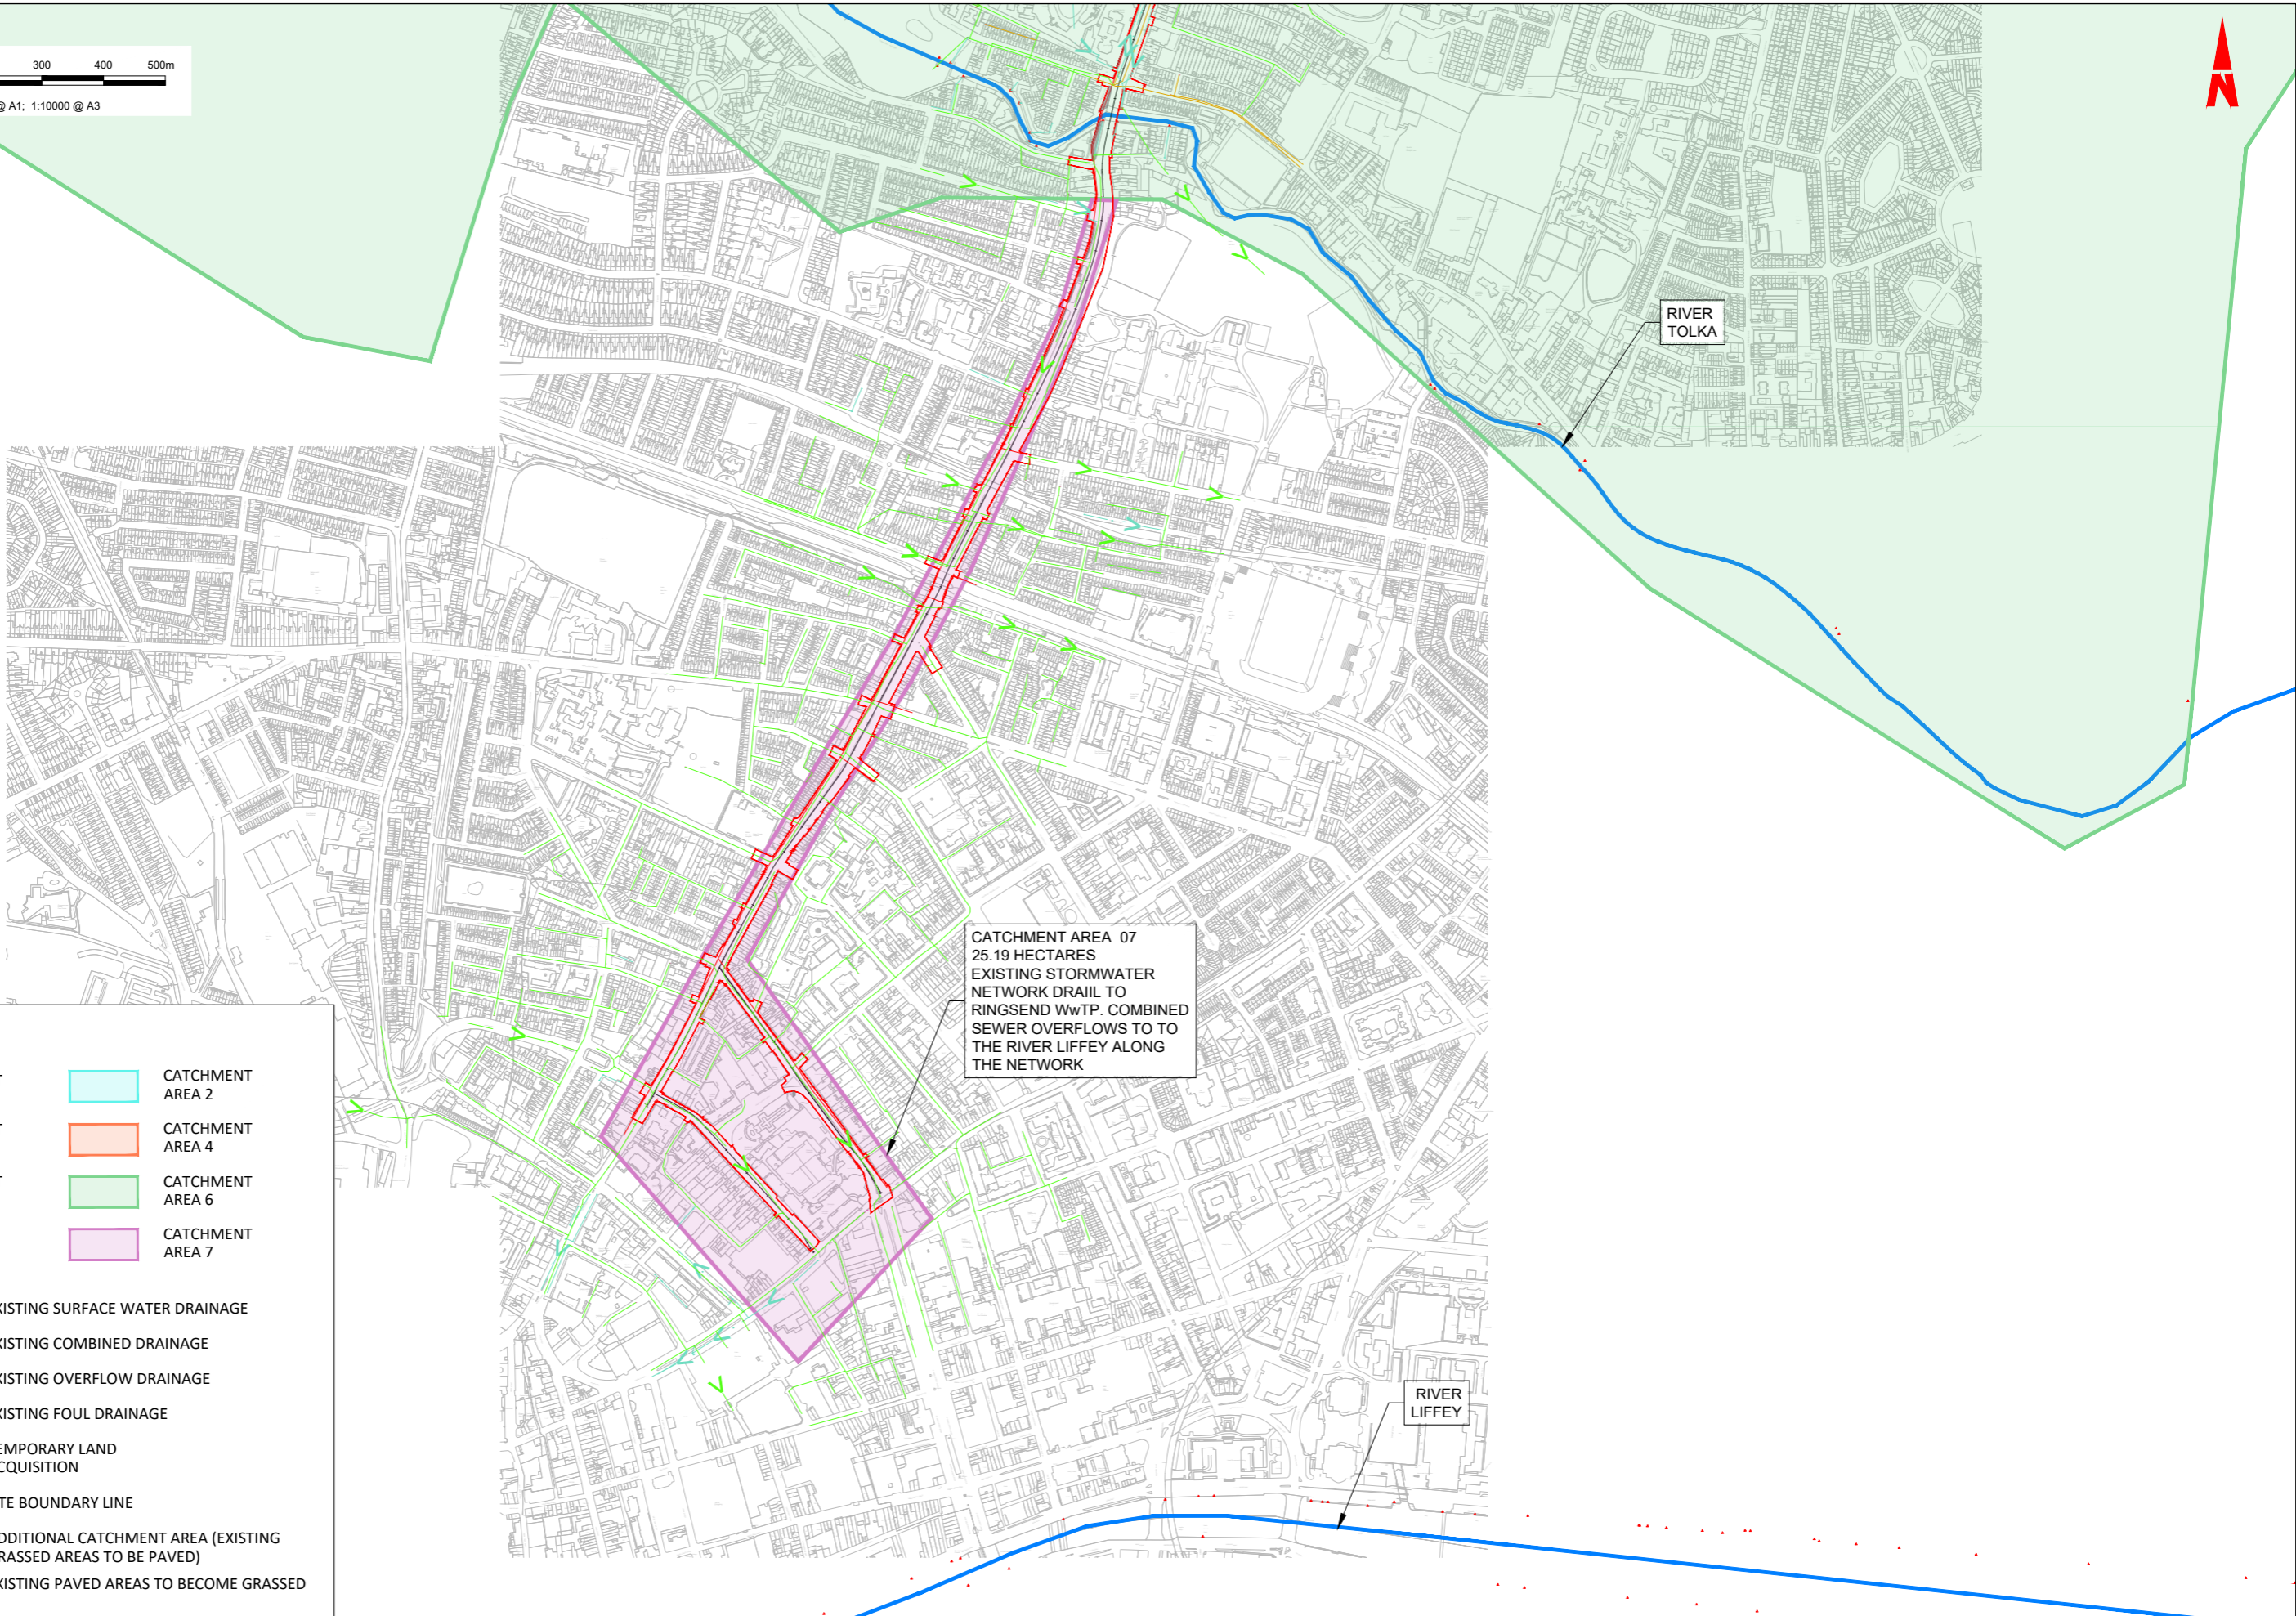 300 400 500m
@ A1; 1:10000 @ A3
N
RIVER
TOLKA
CATCHMENT AREA 07
25.19 HECTARES
EXISTING STORMWATER
NETWORK DRAIIL TO
RINGSEND WwTP. COMBINED
SEWER OVERFLOWS TO TO
THE RIVER LIFFEY ALONG
THE NETWORK
RIVER
LIFFEY
CATCHMENT
AREA 2
CATCHMENT
AREA 4
CATCHMENT
AREA 6
CATCHMENT
AREA 7
XISTING SURFACE WATER DRAINAGE
XISTING COMBINED DRAINAGE
XISTING OVERFLOW DRAINAGE
XISTING FOUL DRAINAGE
EMPORARY LAND
CQUISITION
TE BOUNDARY LINE
DDITIONAL CATCHMENT AREA (EXISTING
RASSED AREAS TO BE PAVED)
XISTING PAVED AREAS TO BECOME GRASSED